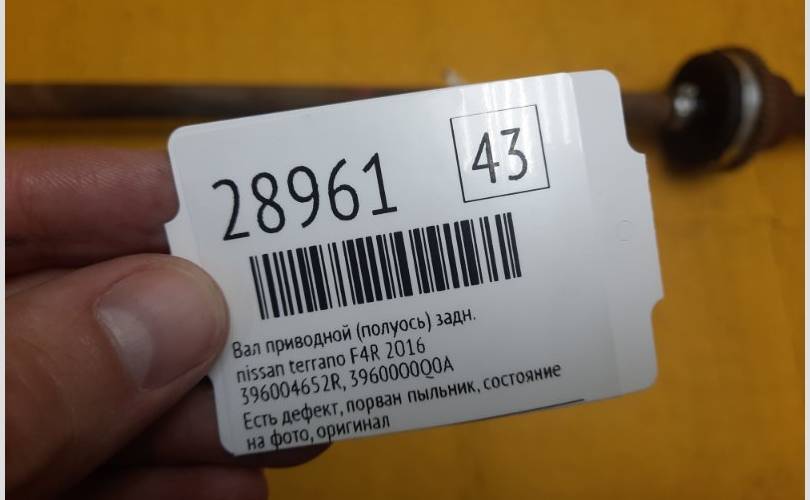 28961
43
Вал приводной (полуось) задн.
nissan terrano F4R 2016
396004652R, 3960000Q0A
Есть дефект, порван пыльник, состояние
на фото, оригинал